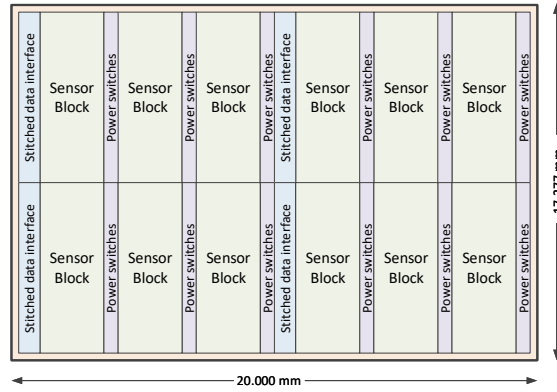 Stitched data interface
Sensor
Block
Power switches
Sensor
Block
Power switches
Sensor
Block
Power switches
Stitched data interface
Sensor
Block
Power switches
Sensor
Block
Power switches
Sensor
Block
Power switches
Stitched data interface
Sensor
Block
Power switches
Sensor
Block
Power switches
Sensor
Block
Power switches
Stitched data interface
Sensor
Block
Power switches
Sensor
Block
Power switches
Sensor
Block
Power switches
20.000 mm